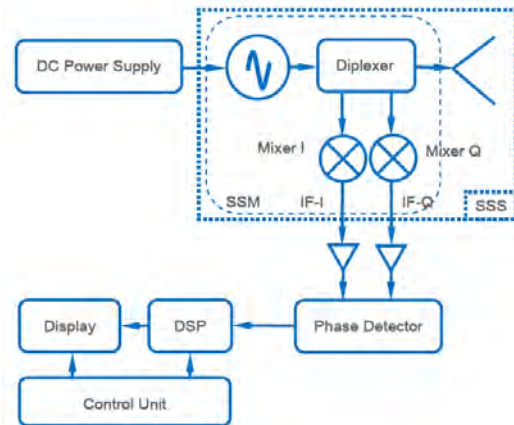 DC Power Supply
Diplexer
Mixer I
Mixer Q
SSM
IF-I
IF-Q
SSS
Display
DSP
Phase Detector
Control Unit